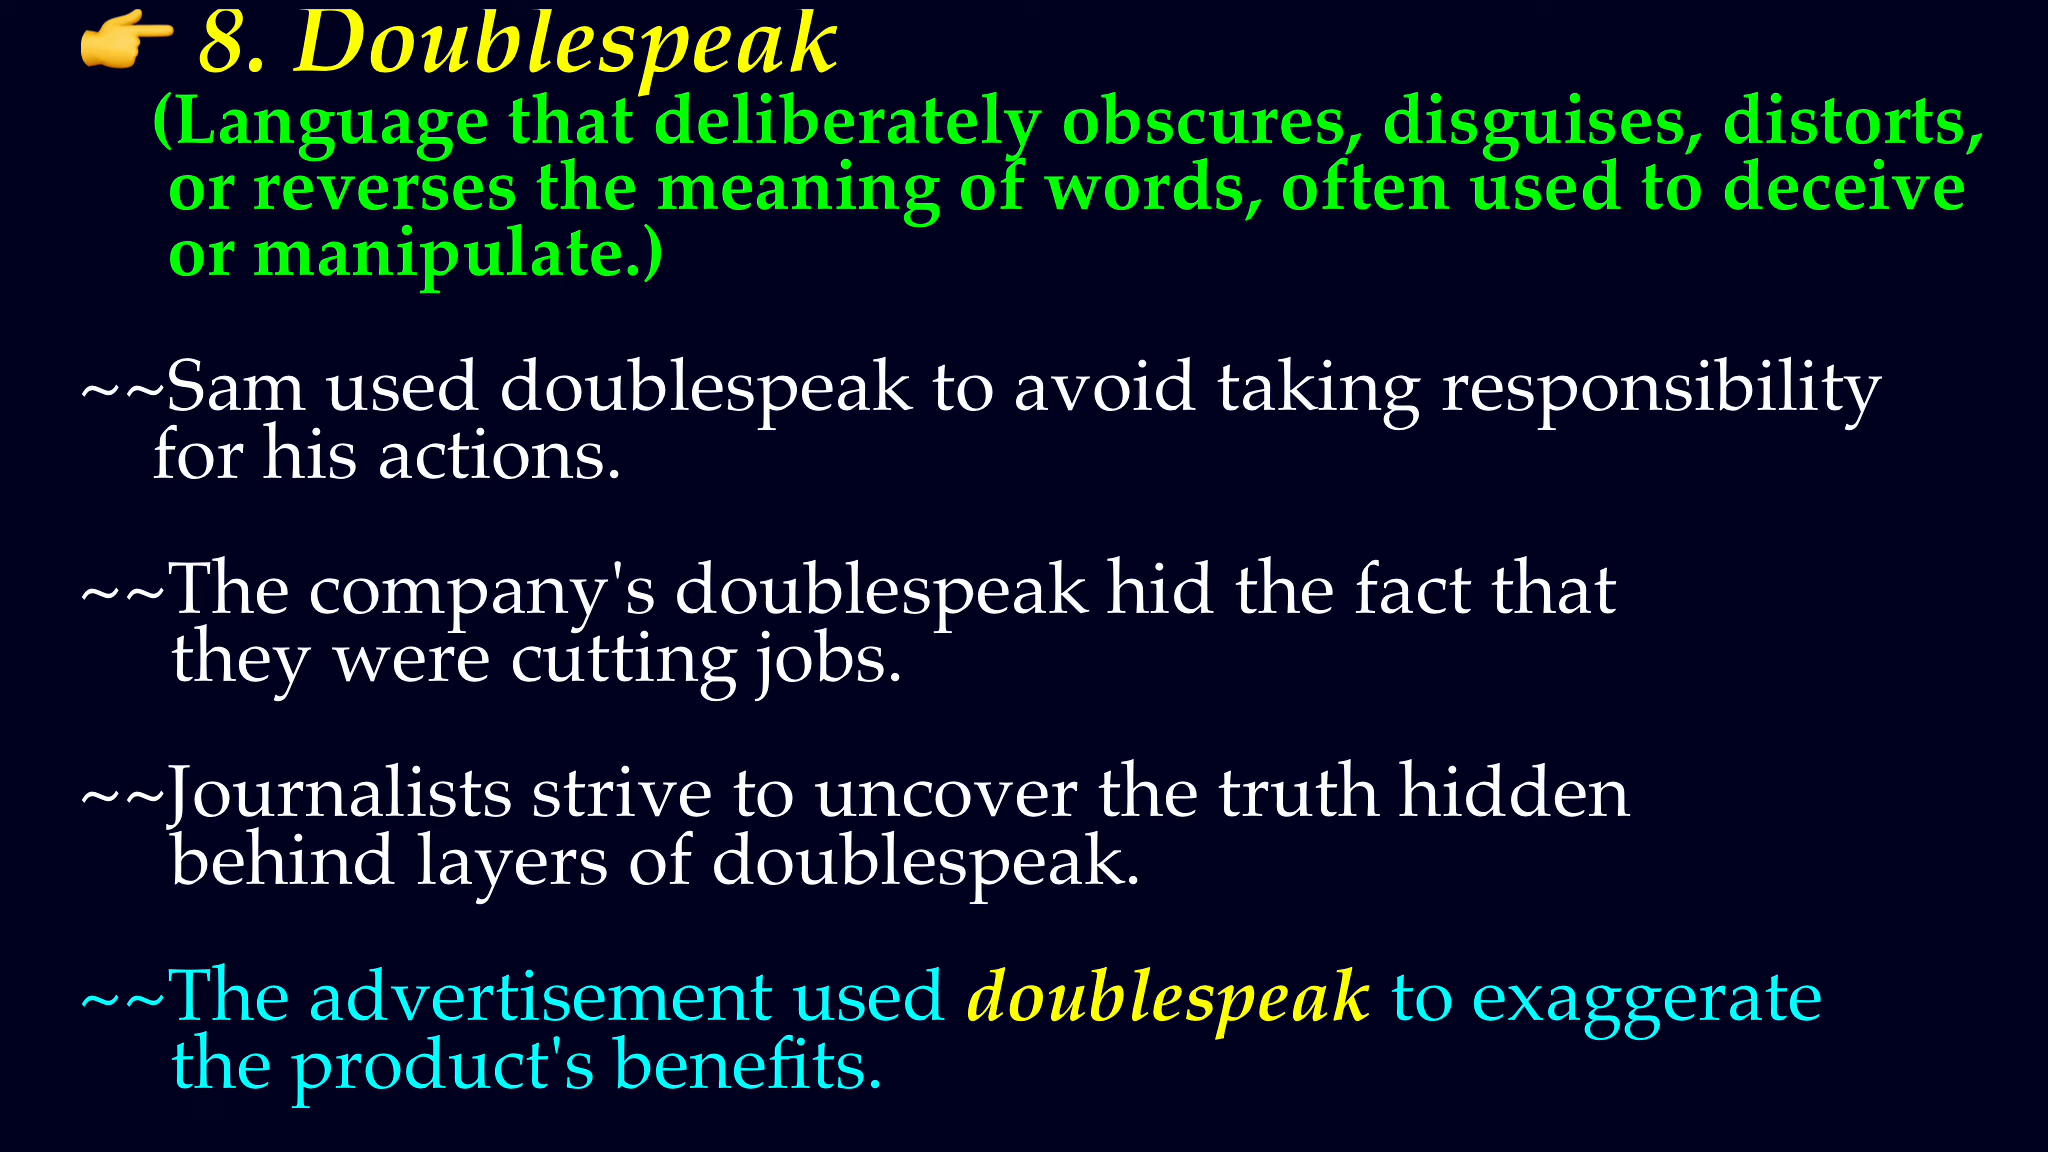 👉 8. Doublespeak
(Language that deliberately obscures, disguises, distorts,
or reverses the meaning of words, often used to deceive
or manipulate.)
~~Sam used doublespeak to avoid taking responsibility
for his actions.
~~The company's doublespeak hid the fact that
they were cutting jobs.
~~Journalists strive to uncover the truth hidden
behind layers of doublespeak.
~~The advertisement used doublespeak to exaggerate
the product's benefits.